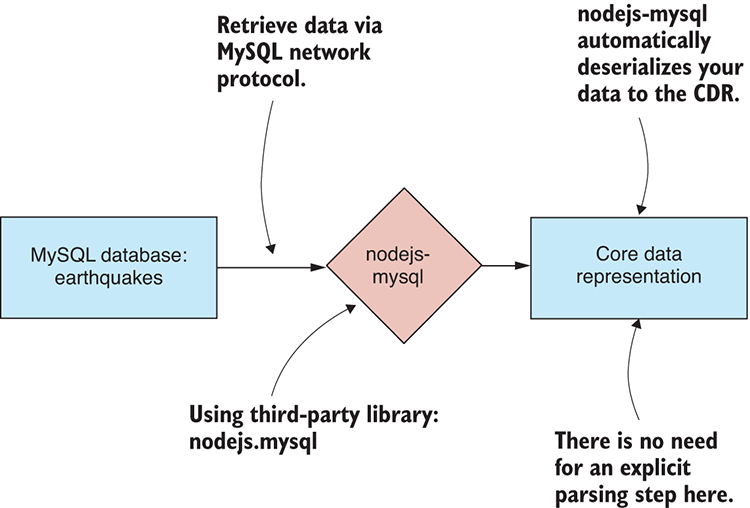 Retrieve data via
MySQL network
protocol.
nodejs-mysql
automatically
deserializes your
data to the CDR.
MySQL database:
earthquakes
nodejs-
mysql
Core data
representation
Using third-party library:
nodejs.mysql
There is no need
for an explicit
parsing step here.